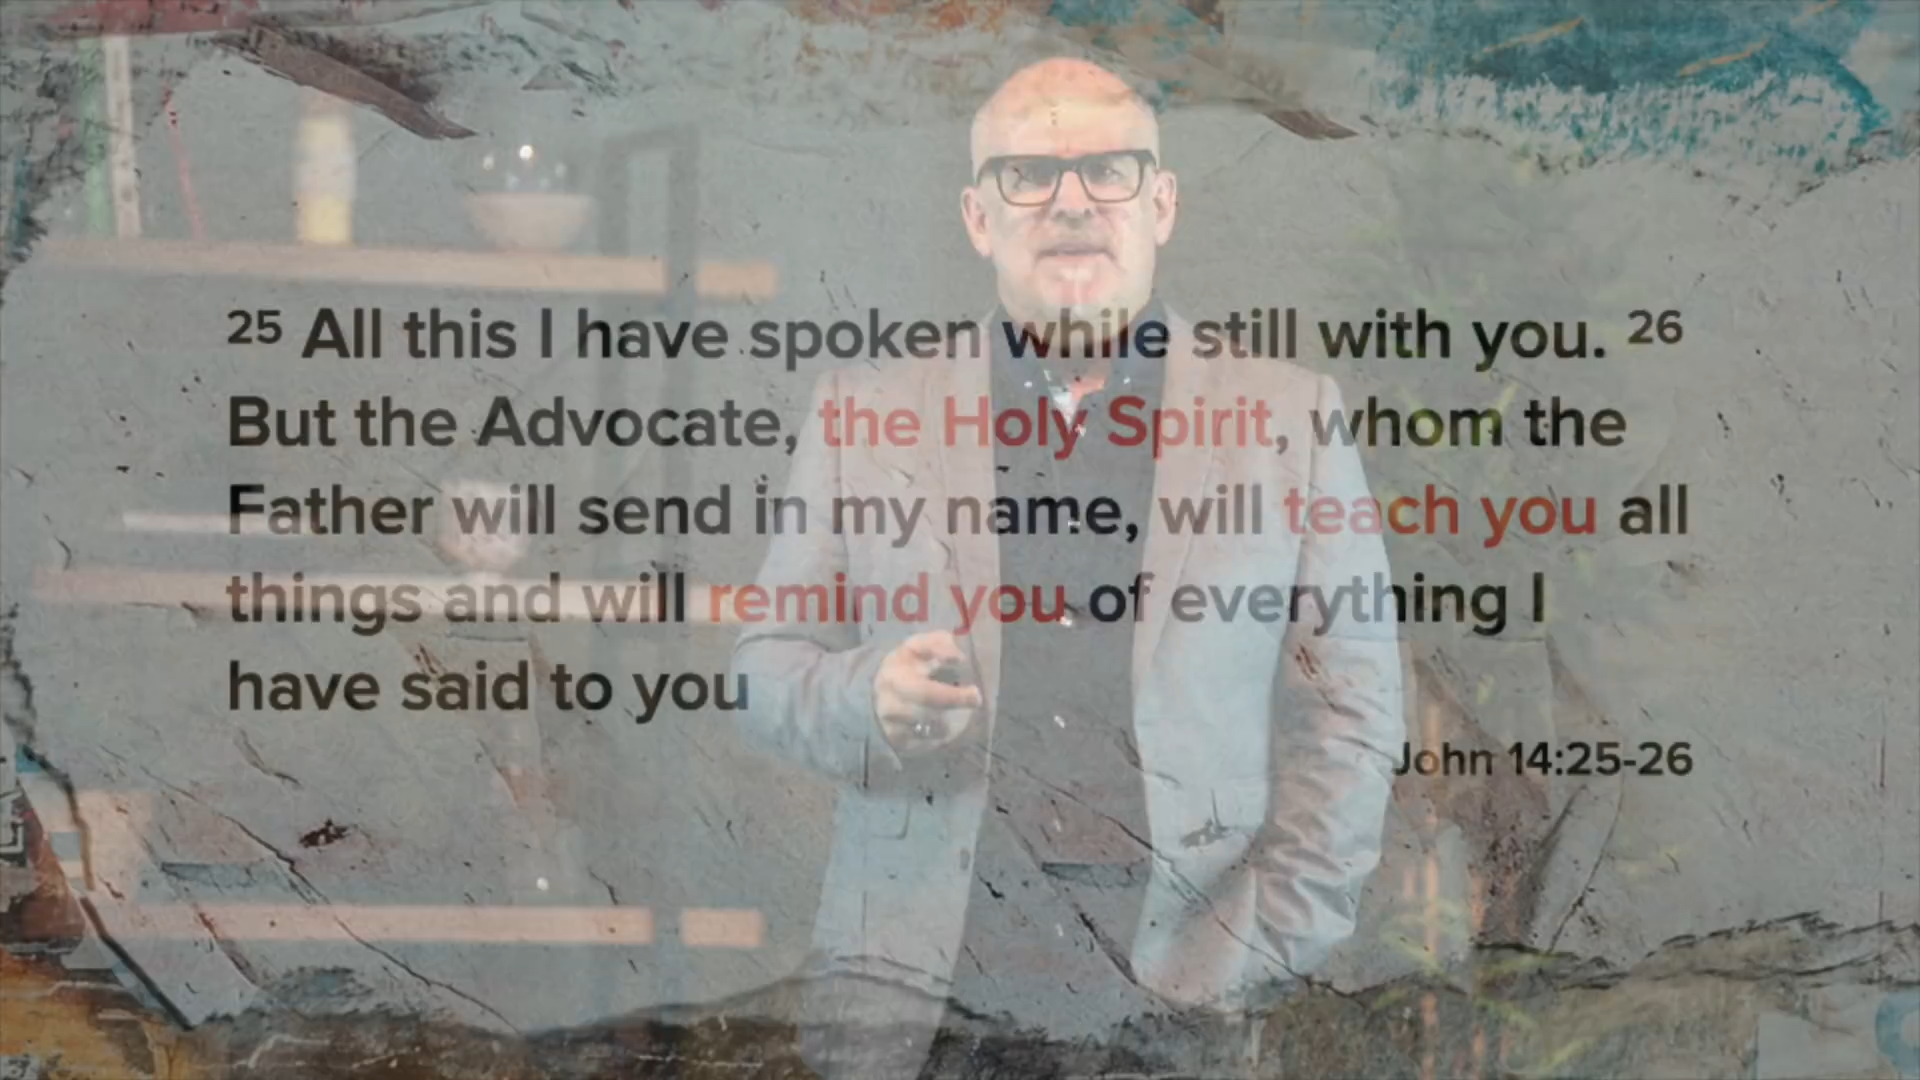 25 All this I have spoken while still with you. 26
But the Advocate, the Holy Spirit, whom the
Father will send in my name, will teach you all
things and will remind you of everything I
have said to you
John 14:25-26